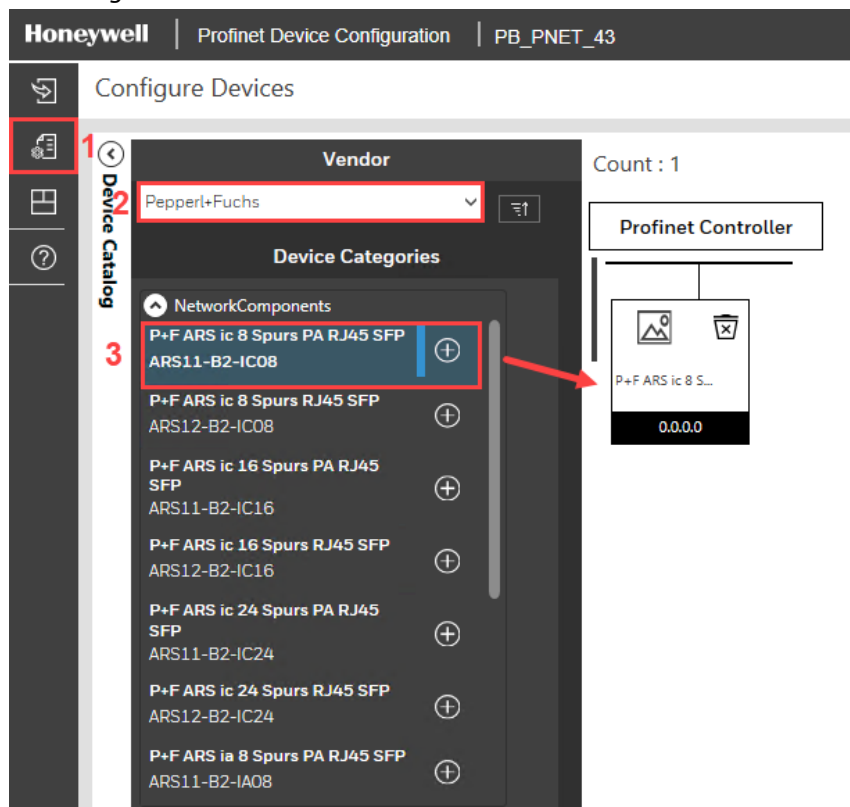 Honeywell | Profinet Device Configuration | PB_PNET_43
Configure Devices
1
Device Catalog
Vendor
2
Pepperl+Fuchs
Device Categories
NetworkComponents
3
P+F ARS ic 8 Spurs PA RJ45 SFP
ARS11-B2-IC08
P+F ARS ic 8 Spurs RJ45 SFP
ARS12-B2-IC08
P+F ARS ic 16 Spurs PA RJ45
SFP
ARS11-B2-IC16
P+F ARS ic 16 Spurs RJ45 SFP
ARS12-B2-IC16
P+F ARS ic 24 Spurs PA RJ45
SFP
ARS11-B2-IC24
P+F ARS ic 24 Spurs RJ45 SFP
ARS12-B2-IC24
P+F ARS ia 8 Spurs PA RJ45 SFP
ARS11-B2-IA08
Count : 1
Profinet Controller
P+F ARS ic 8 S...
0.0.0.0